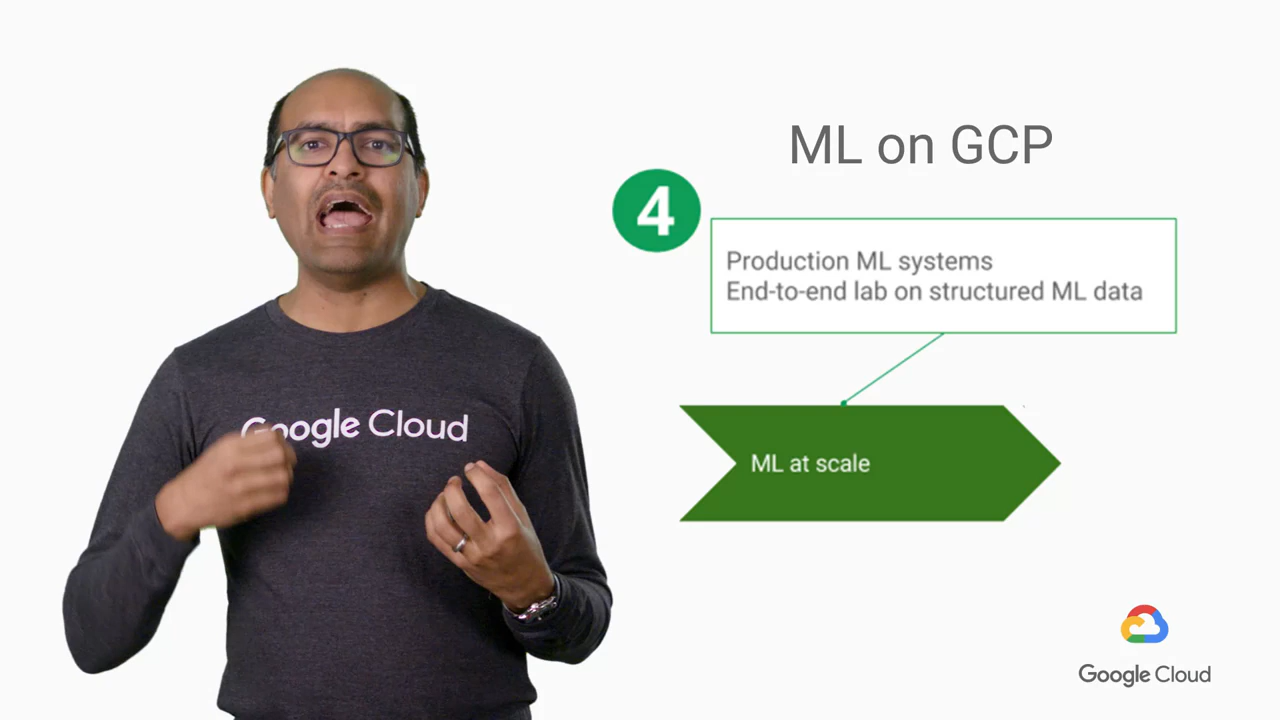 ML on GCP
4
Production ML systems
End-to-end lab on structured ML data
ML at scale
Google Cloud
Google Cloud